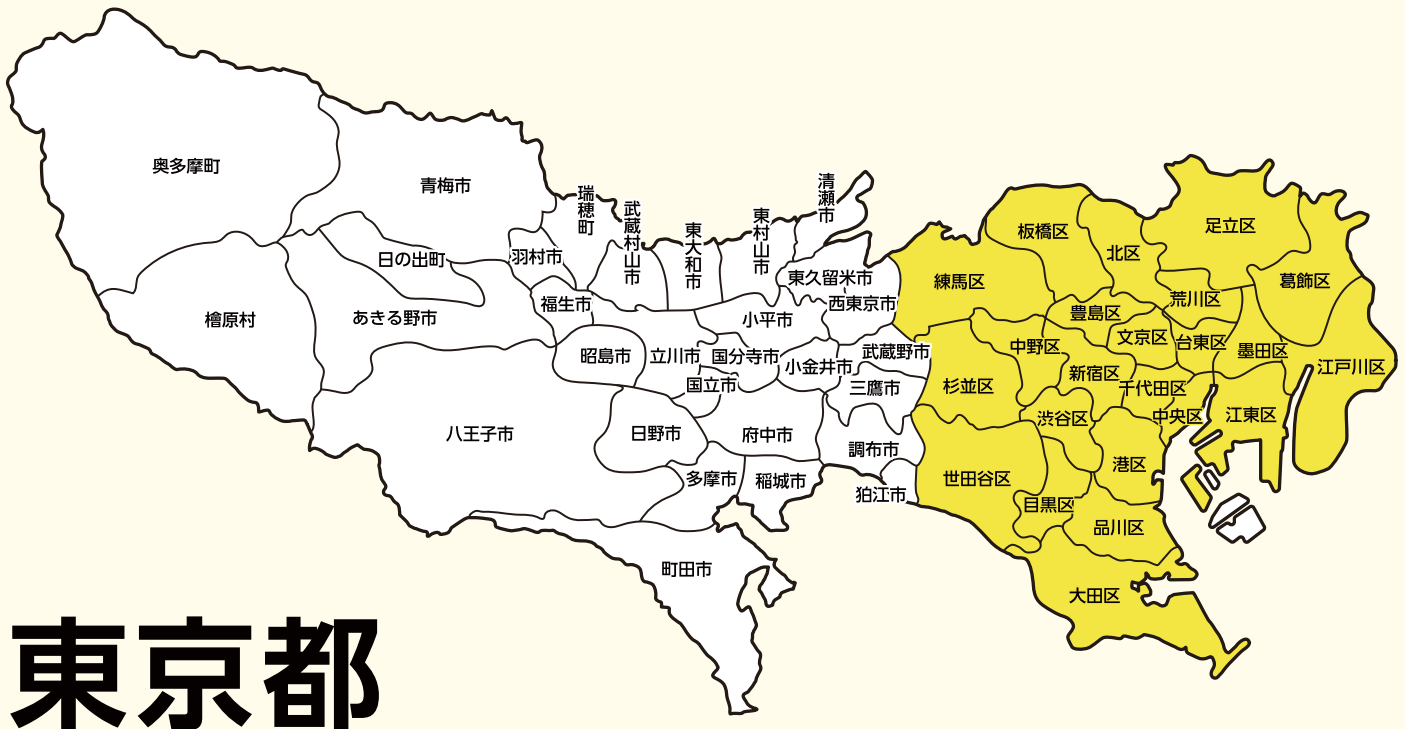 奥多摩町
青梅市
瑞穂町
武蔵村山市
東大和市
東村山市
清瀬市
日の出町
羽村市
東久留米市
檜原村
あきる野市
福生市
小平市
西東京市
昭島市
立川市
国分寺市
小金井市
武蔵野市
国立市
三鷹市
八王子市
日野市
府中市
調布市
多摩市
稲城市
狛江市
町田市
板橋区
北区
足立区
練馬区
葛飾区
荒川区
豊島区
文京区
台東区
墨田区
中野区
新宿区
杉並区
千代田区
江戸川区
渋谷区
中央区
江東区
世田谷区
港区
目黒区
品川区
大田区
東京都